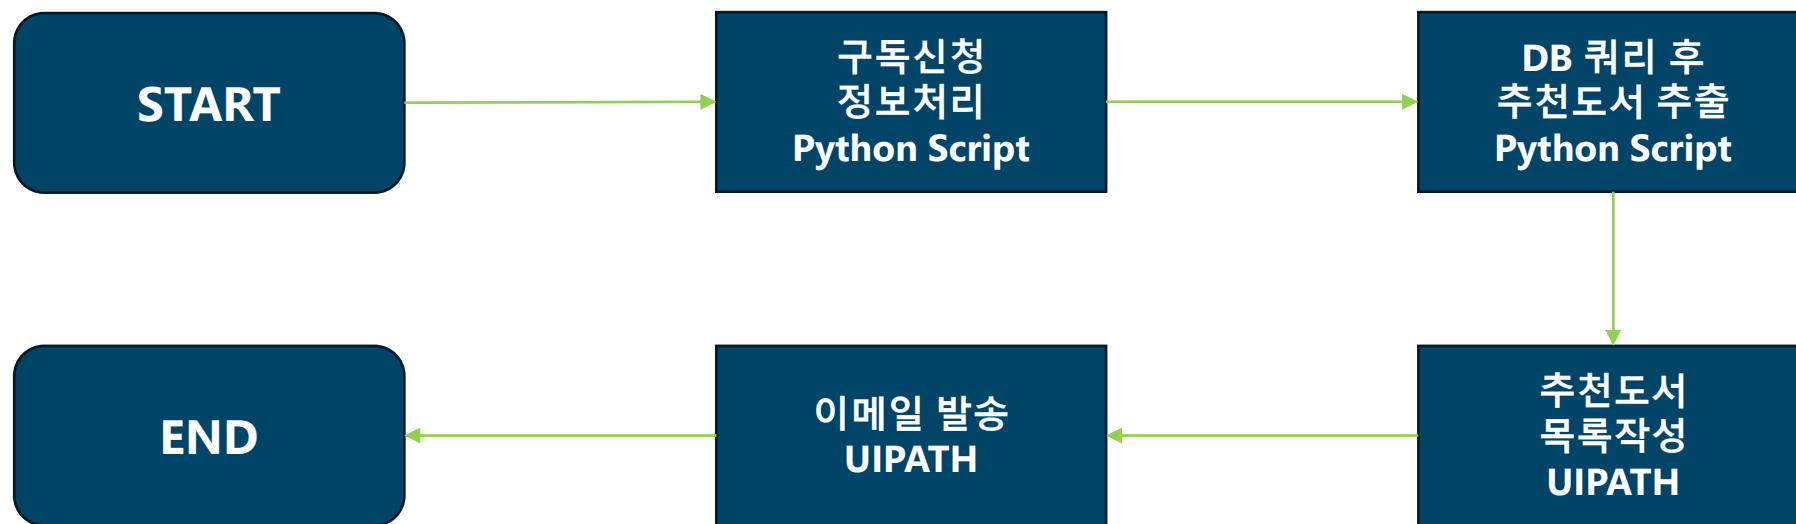 START
구독신청
정보처리
Python Script
DB 쿼리 후
추천도서 추출
Python Script
추천도서
목록작성
UIPATH
이메일 발송
UIPATH
END